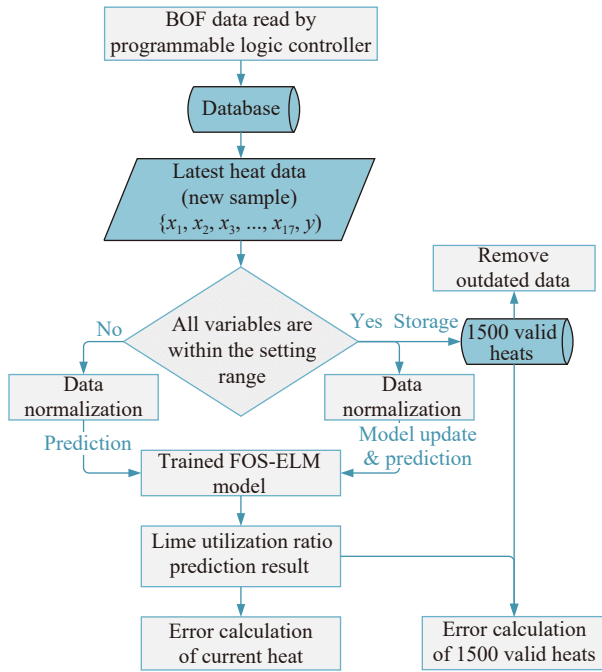 BOF data read by
programmable logic controller
Database
Latest heat data
(new sample)
{x₁, x₂, x₃, ..., x₁₇, y)
Remove
outdated data
No
All variables are
within the setting
range
Yes Storage
1500 valid
heats
Data
normalization
Data
normalization
Prediction
Model update
& prediction
Trained FOS-ELM
model
Lime utilization ratio
prediction result
Error calculation
of current heat
Error calculation
of 1500 valid heats